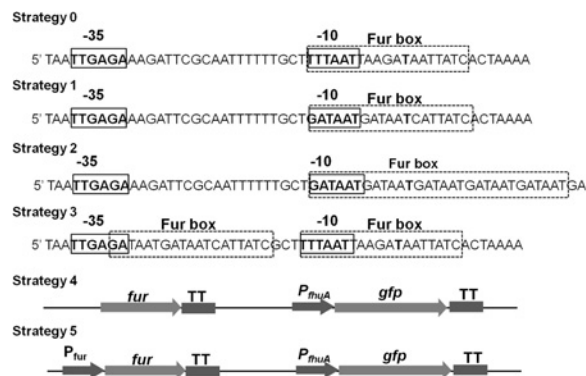 Strategy 0
-35 -10 Fur box
5' TAATTGAGAAAGATTCGCAATTTTTTGCTTTTAATTAAGATAATTATCACTAAAA
Strategy 1
-35 -10 Fur box
5' TAATTGAGAAAGATTCGCAATTTTTTGCTGATAATGATAATCATTATCACTAAAA
Strategy 2
-35 -10 Fur box
5' TAATTGAGAAAGATTCGCAATTTTTTGCTGATAATGATAATGATAATGATAATGATAATGA
Strategy 3
-35 Fur box -10 Fur box
5' TAATTGAGATAATGATAATCATTATCGCTTTTAATTAAGATAATTATCACTAAAA
Strategy 4
fur TT PfhuA gfp TT
Strategy 5
Pfur fur TT PfhuA gfp TT